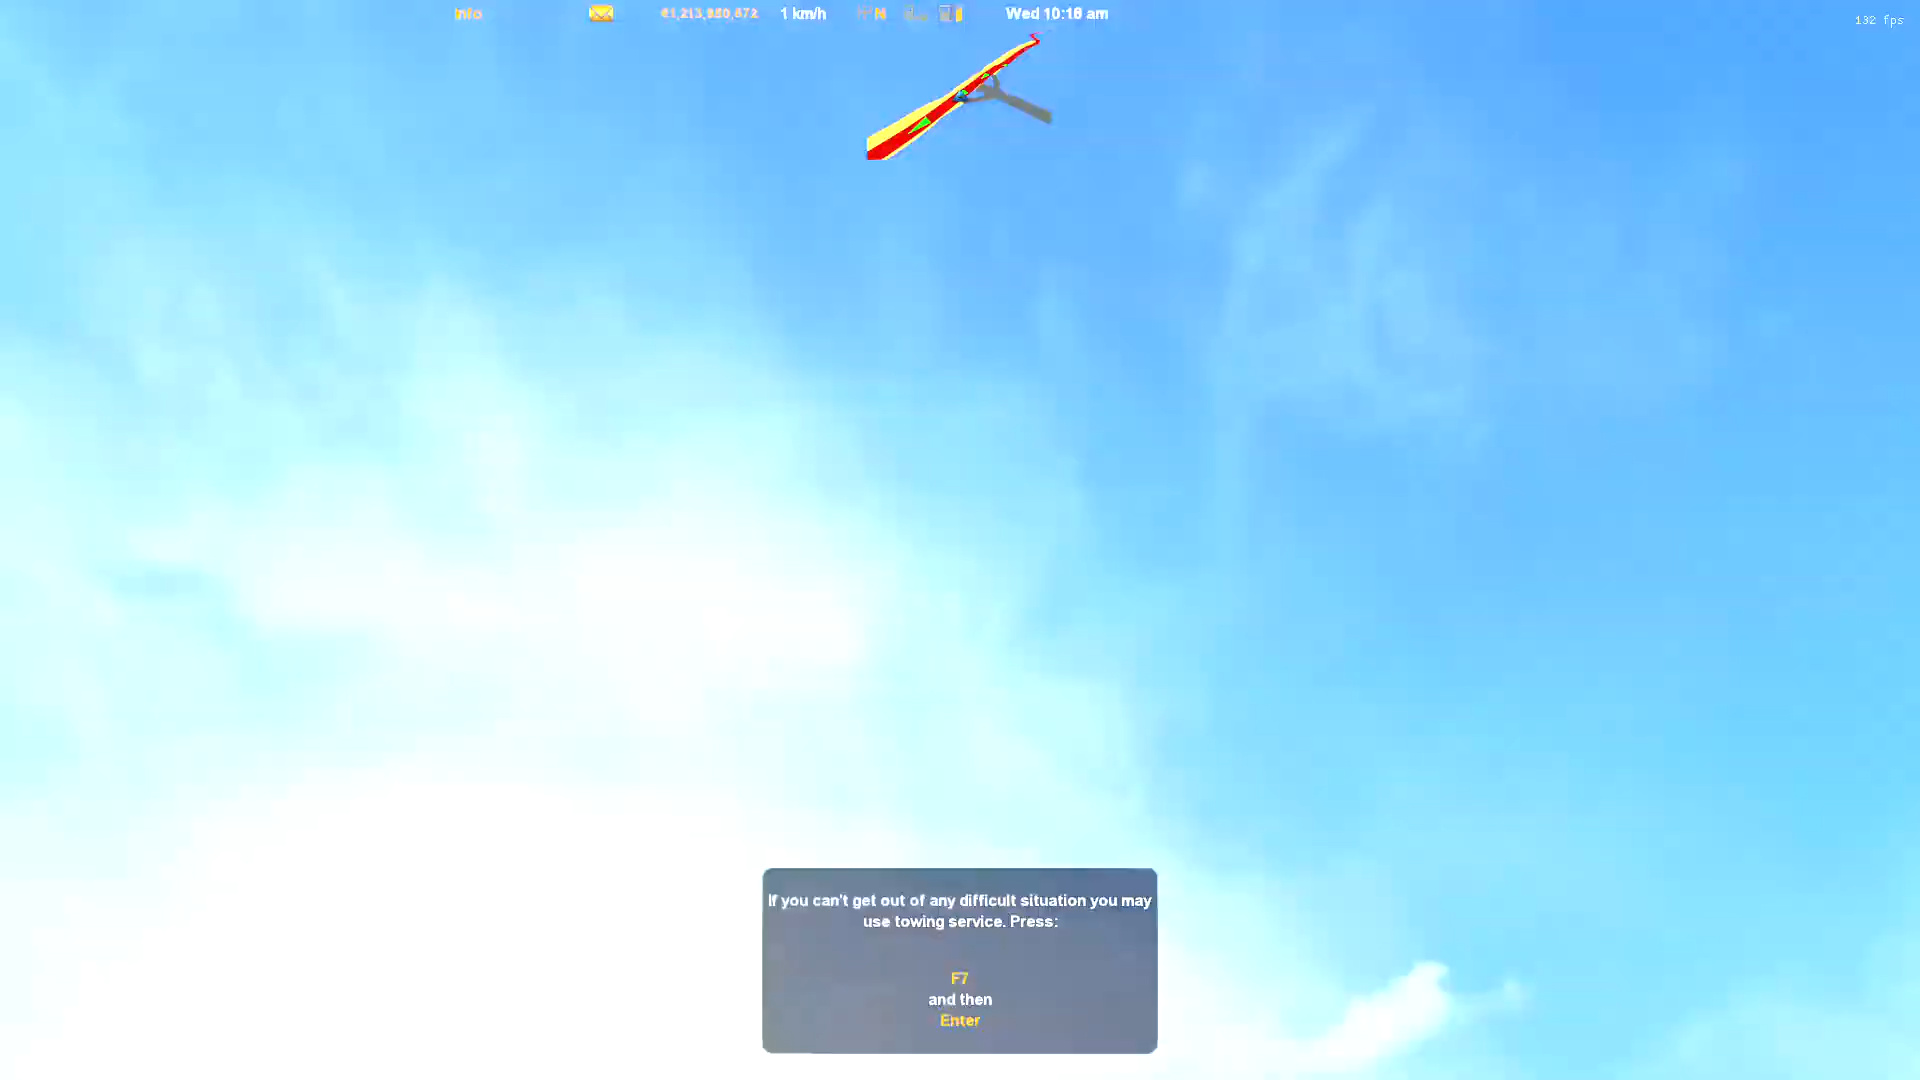 Info
1 km/h
Wed 10:16 am
132 fps
If you can't get out of any difficult situation you may
use towing service. Press:
F7
and then
Enter